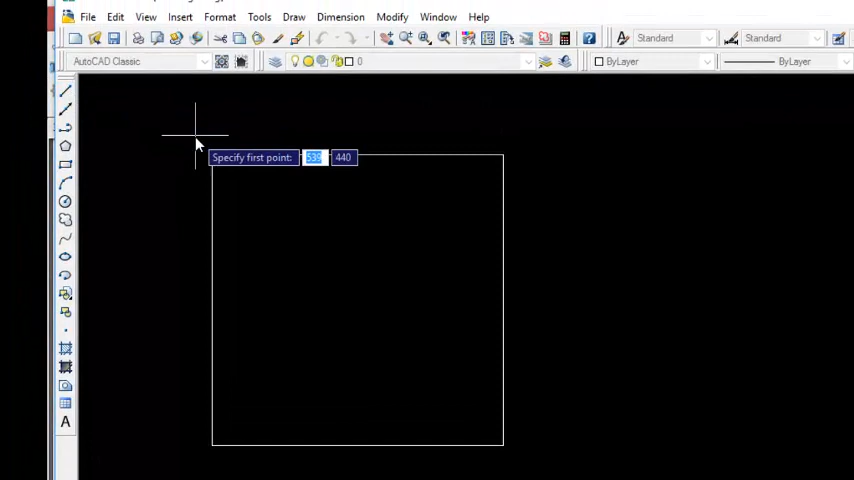 File Edit View Insert Format Tools Draw Dimension Modify Window Help
Standard Standard
AutoCAD Classic 0 ByLayer ByLayer
Specify first point: 539 440
A